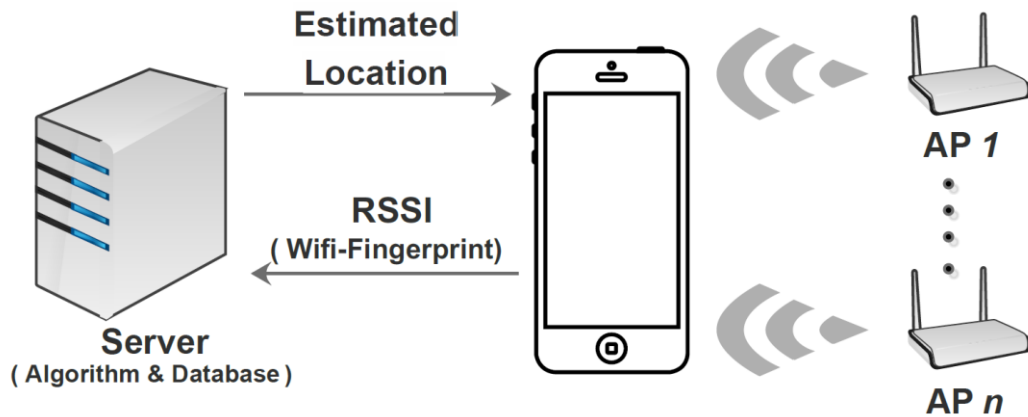 Estimated
Location
RSSI
( Wifi-Fingerprint)
Server
( Algorithm & Database )
AP 1
AP n